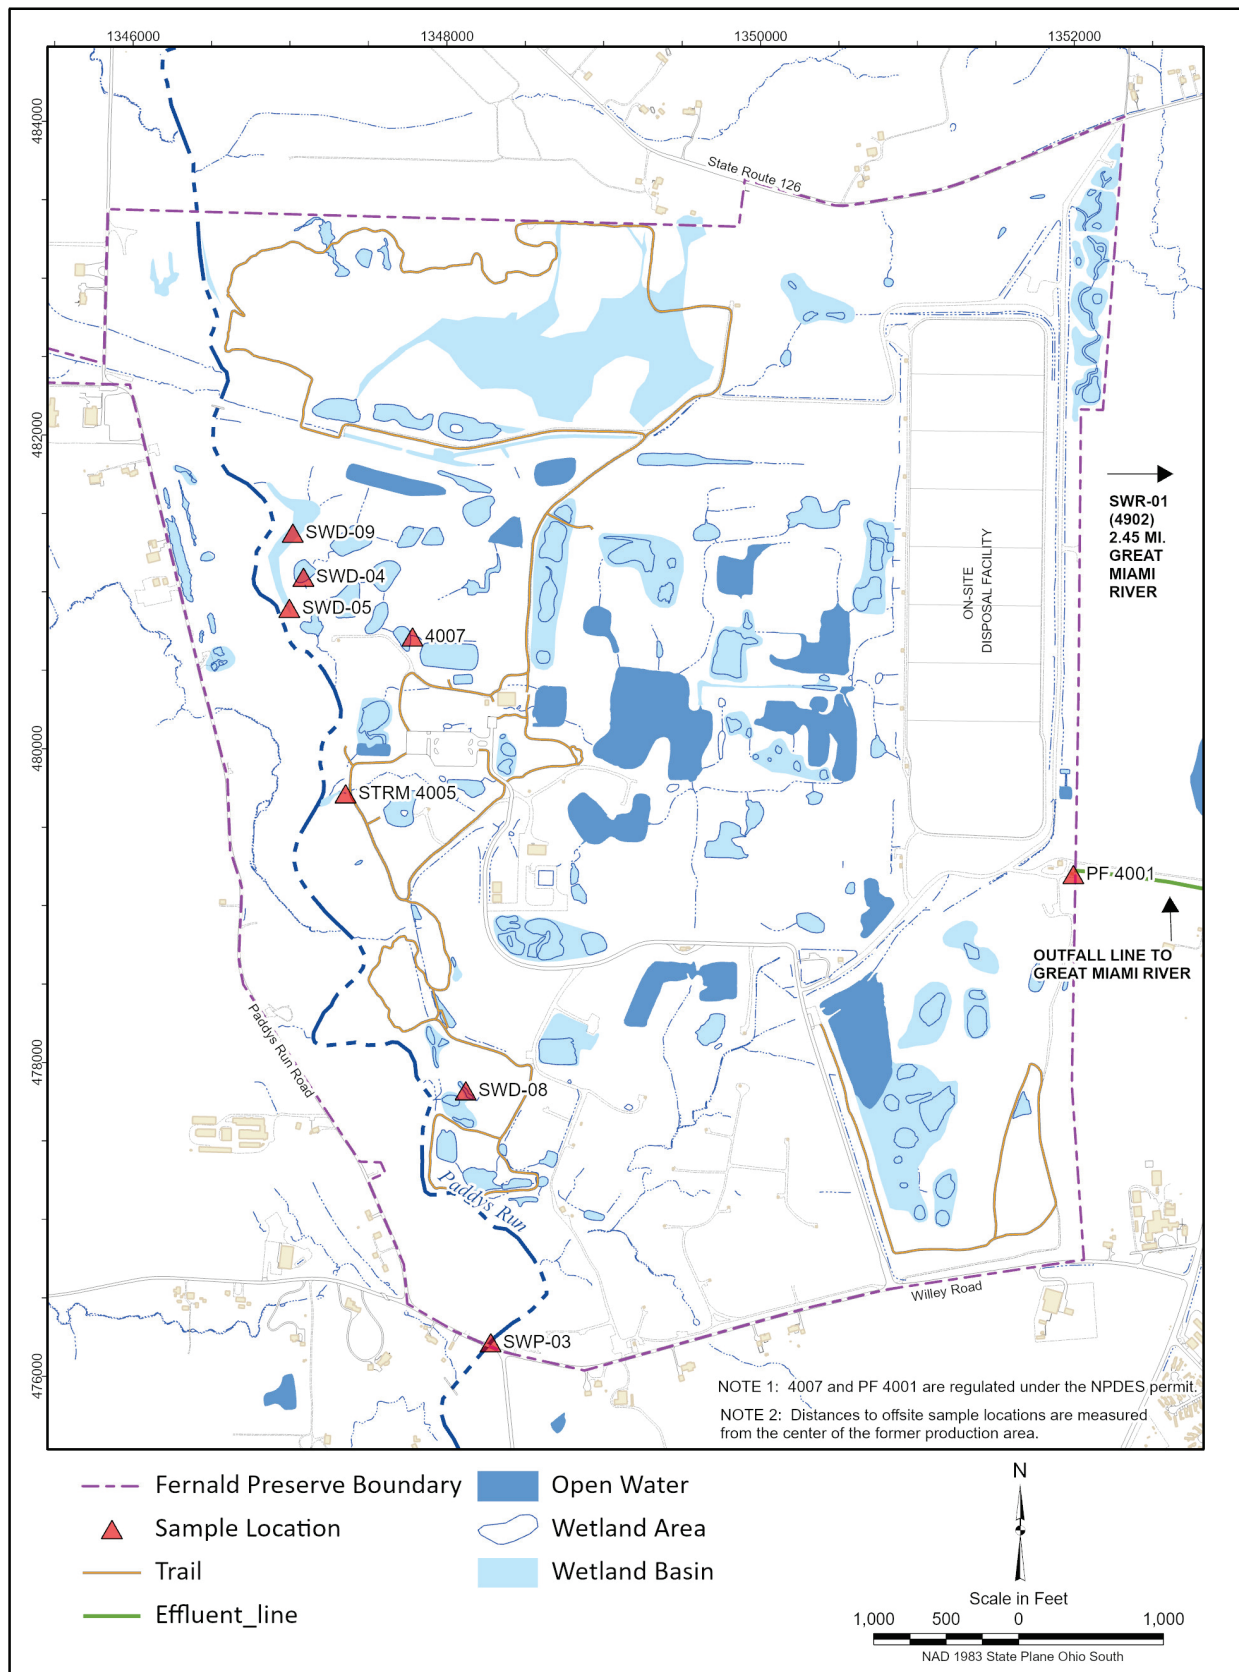 1346000
1348000
1350000
1352000
484000
482000
480000
478000
476000
State Route 126
SWD-09
SWD-04
SWD-05
4007
ON-SITE
DISPOSAL FACILITY
SWR-01
(4902)
2.45 MI.
GREAT
MIAMI
RIVER
STRM 4005
PF 4001
OUTFALL LINE TO
GREAT MIAMI RIVER
Paddys Run Road
SWD-08
Paddys Run
Willey Road
SWP-03
NOTE 1: 4007 and PF 4001 are regulated under the NPDES permit.
NOTE 2: Distances to offsite sample locations are measured
from the center of the former production area.
Fernald Preserve Boundary
Sample Location
Trail
Effluent_line
Open Water
Wetland Area
Wetland Basin
N
Scale in Feet
1,000 500 0 1,000
NAD 1983 State Plane Ohio South